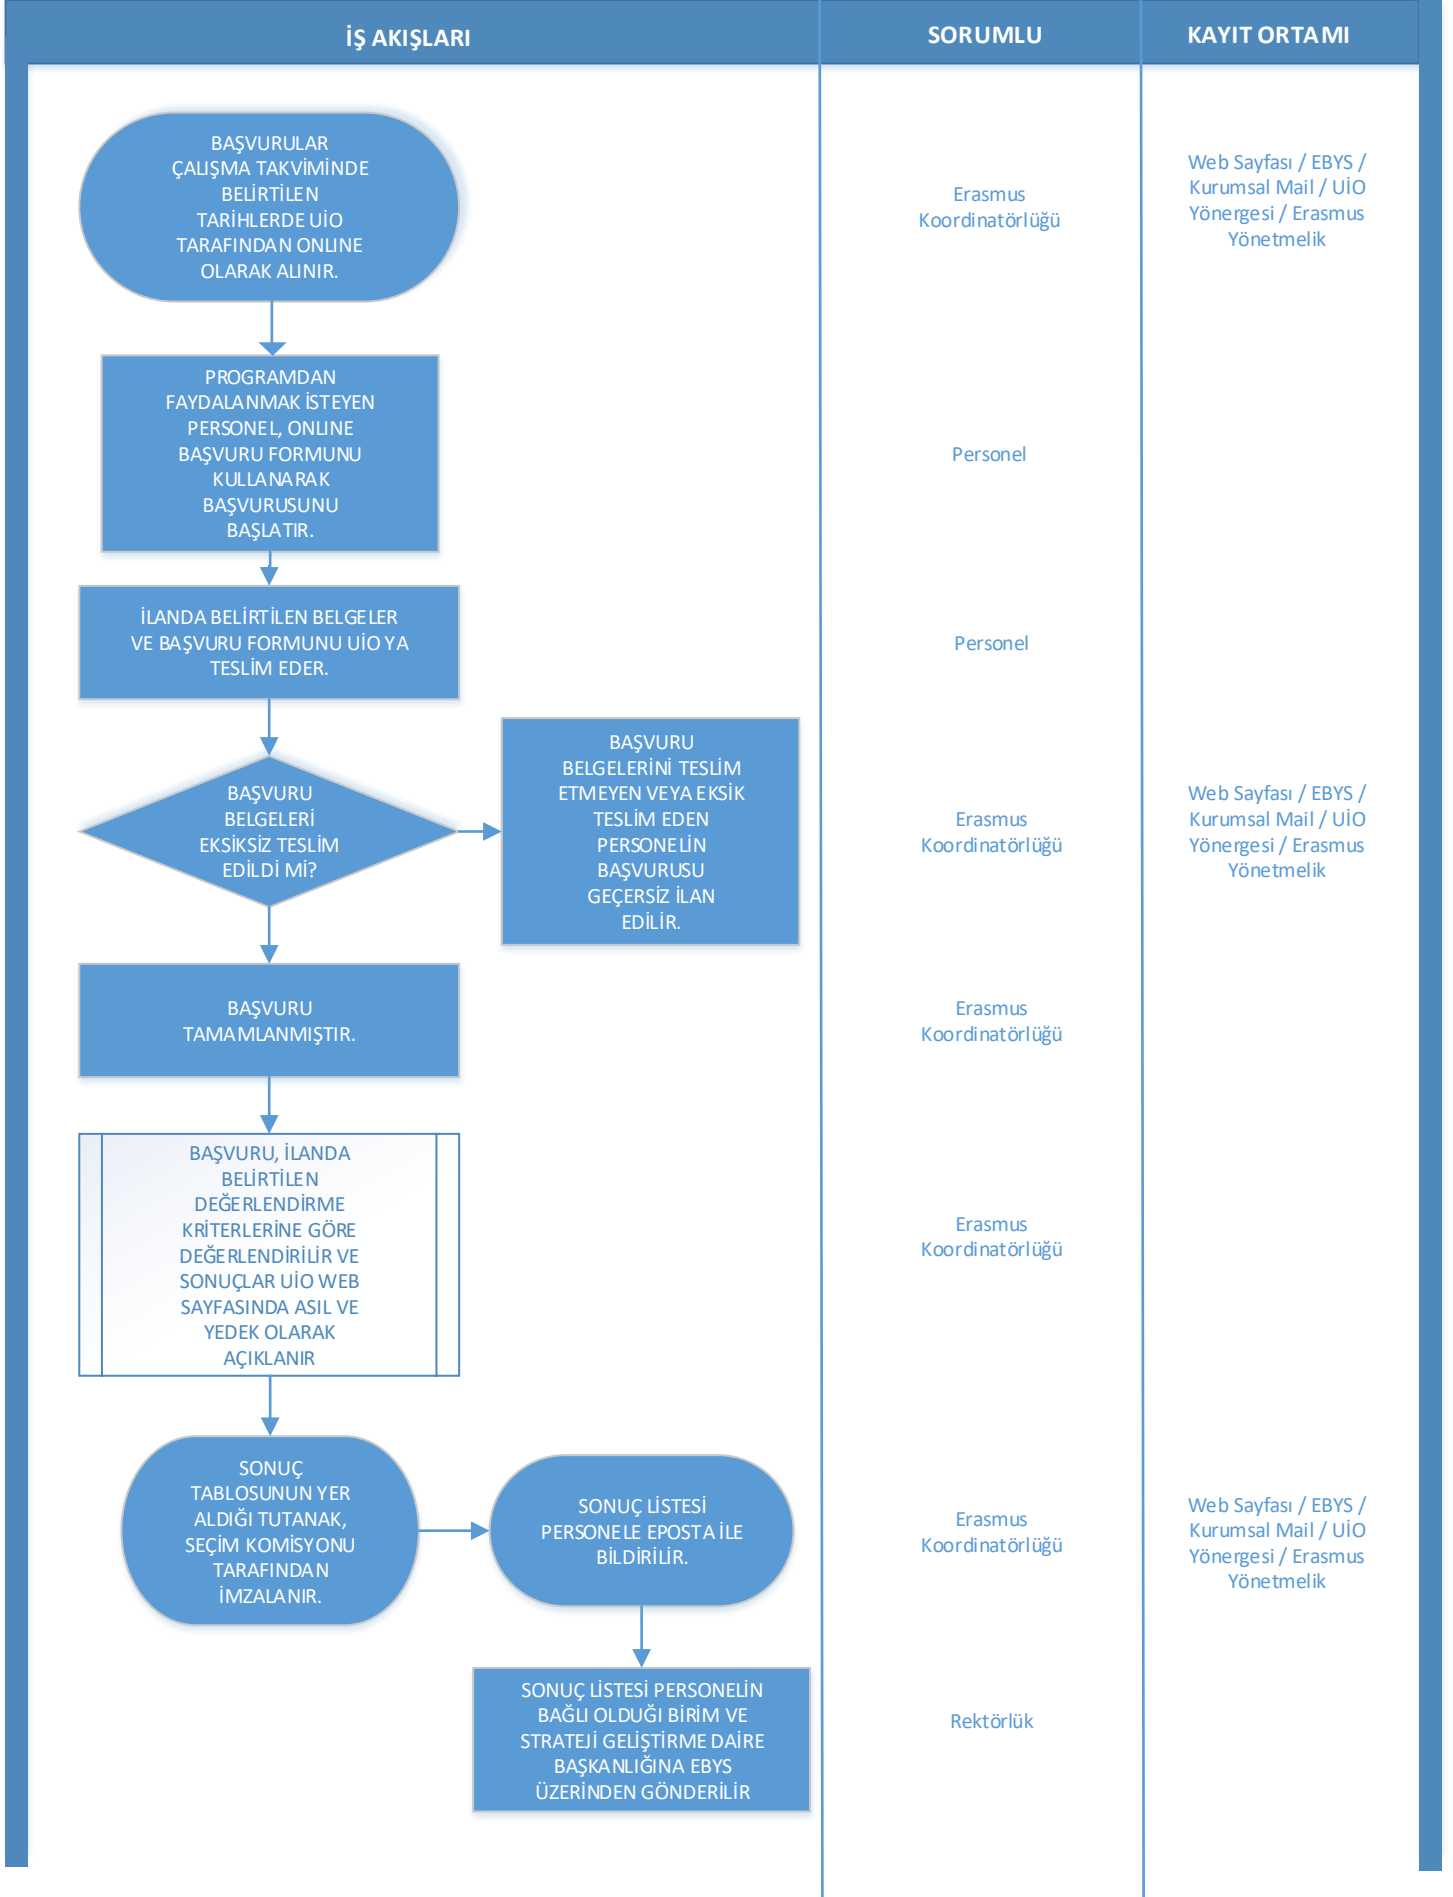 İŞ AKIŞLARI
SORUMLU
KAYIT ORTAMI
BAŞVURULAR
ÇALIŞMA TAKVİMİNDE
BELİRTİLEN
TARİHLERDE UİO
TARAFINDAN ONLINE
OLARAK ALINIR.
Erasmus
Koordinatörlüğü
Web Sayfası / EBYS /
Kurumsal Mail / UİO
Yönergesi / Erasmus
Yönetmelik
PROGRAMDAN
FAYDALANMAK İSTEYEN
PERSONEL, ONLINE
BAŞVURU FORMUNU
KULLANARAK
BAŞVURUSUNU
BAŞLATIR.
Personel
İLANDA BELİRTİLEN BELGELER
VE BAŞVURU FORMUNU UİO YA
TESLİM EDER.
Personel
BAŞVURU
BELGELERİ
EKSİKSİZ TESLİM
EDİLDİ Mİ?
BAŞVURU
BELGELERİNİ TESLİM
ETMEYEN VEYA EKSİK
TESLİM EDEN
PERSONELİN
BAŞVURUSU
GEÇERSİZ İLAN
EDİLİR.
Erasmus
Koordinatörlüğü
Web Sayfası / EBYS /
Kurumsal Mail / UİO
Yönergesi / Erasmus
Yönetmelik
BAŞVURU
TAMAMLANMIŞTIR.
Erasmus
Koordinatörlüğü
BAŞVURU, İLANDA
BELİRTİLEN
DEĞERLENDİRME
KRİTERLERİNE GÖRE
DEĞERLENDİRİLİR VE
SONUÇLAR UİO WEB
SAYFASINDA ASIL VE
YEDEK OLARAK
AÇIKLANIR
Erasmus
Koordinatörlüğü
SONUÇ
TABLOSUNUN YER
ALDIĞI TUTANAK,
SEÇİM KOMİSYONU
TARAFINDAN
İMZALANIR.
SONUÇ LİSTESİ
PERSONELE EPOSTA İLE
BİLDİRİLİR.
Erasmus
Koordinatörlüğü
Web Sayfası / EBYS /
Kurumsal Mail / UİO
Yönergesi / Erasmus
Yönetmelik
SONUÇ LİSTESİ PERSONELİN
BAĞLI OLDUĞU BİRİM VE
STRATEJİ GELİŞTİRME DAİRE
BAŞKANLIĞINA EBYS
ÜZERİNDEN GÖNDERİLİR
Rektörlük